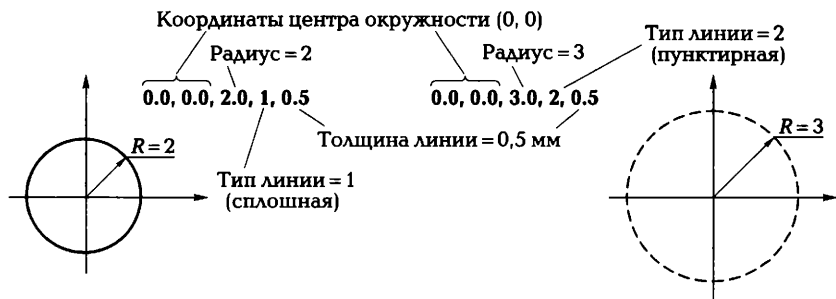 Координаты центра окружности (0, 0)
Радиус = 2
Радиус = 3
Тип линии = 2
(пунктирная)
0.0, 0.0, 2.0, 1, 0.5
0.0, 0.0, 3.0, 2, 0.5
R = 2
Толщина линии = 0,5 мм
R = 3
Тип линии = 1
(сплошная)